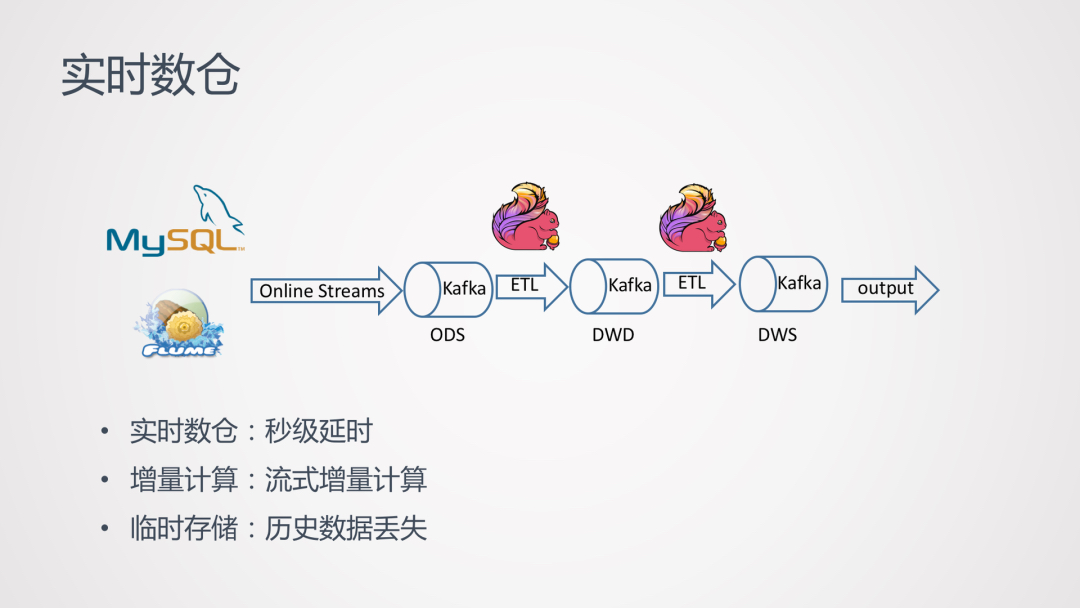 实时数仓
MySQL™
FLUME
Online Streams
Kafka
ETL
Kafka
ETL
Kafka
output
ODS
DWD
DWS
• 实时数仓：秒级延时
• 增量计算：流式增量计算
• 临时存储：历史数据丢失